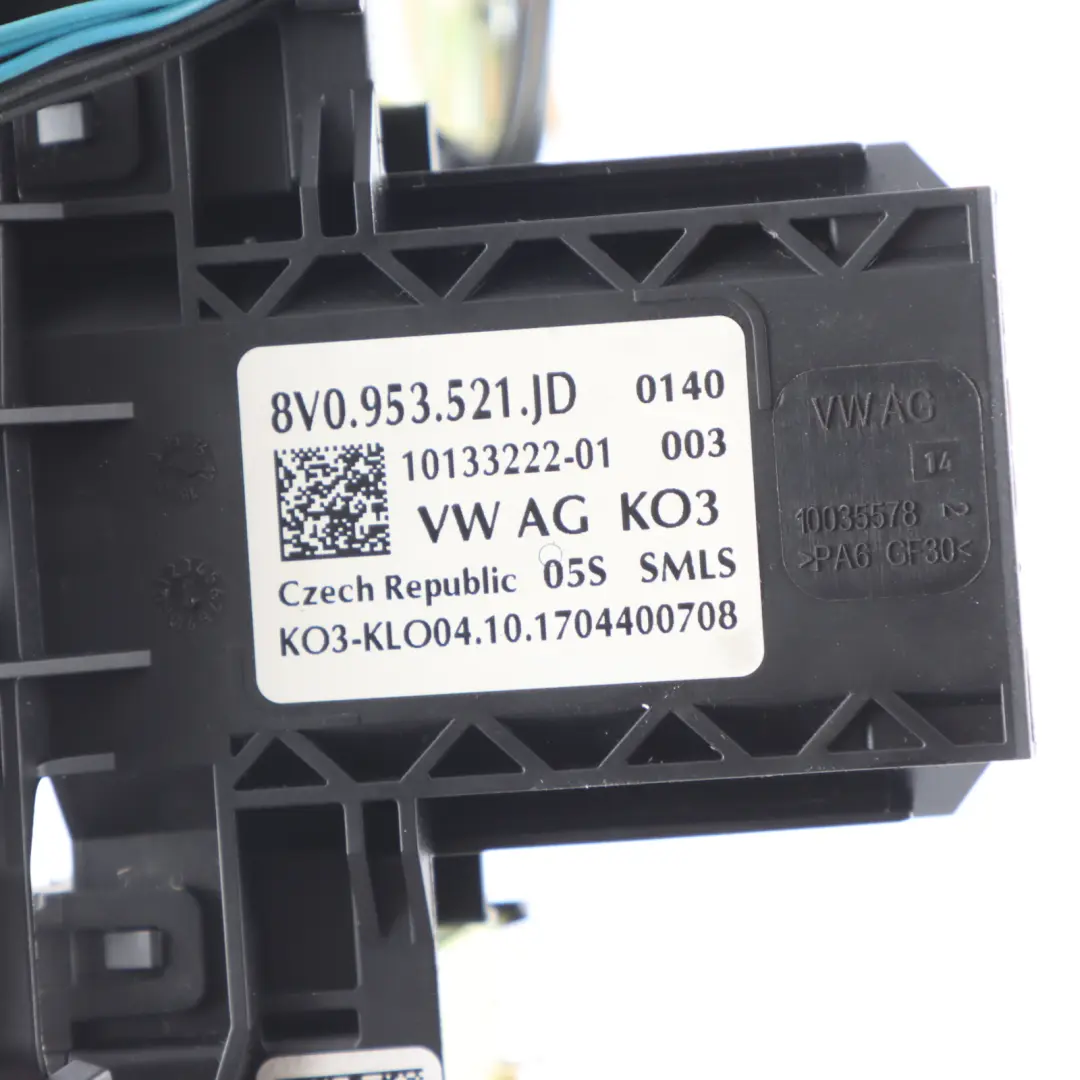 8V0.953.521.JD 0140
10133222-01 003
VW AG KO3
Czech Republic 05S SMLS
KO3-KLO04.10.1704400708
VW AG
14
10035578 2
>PA6 GF30<